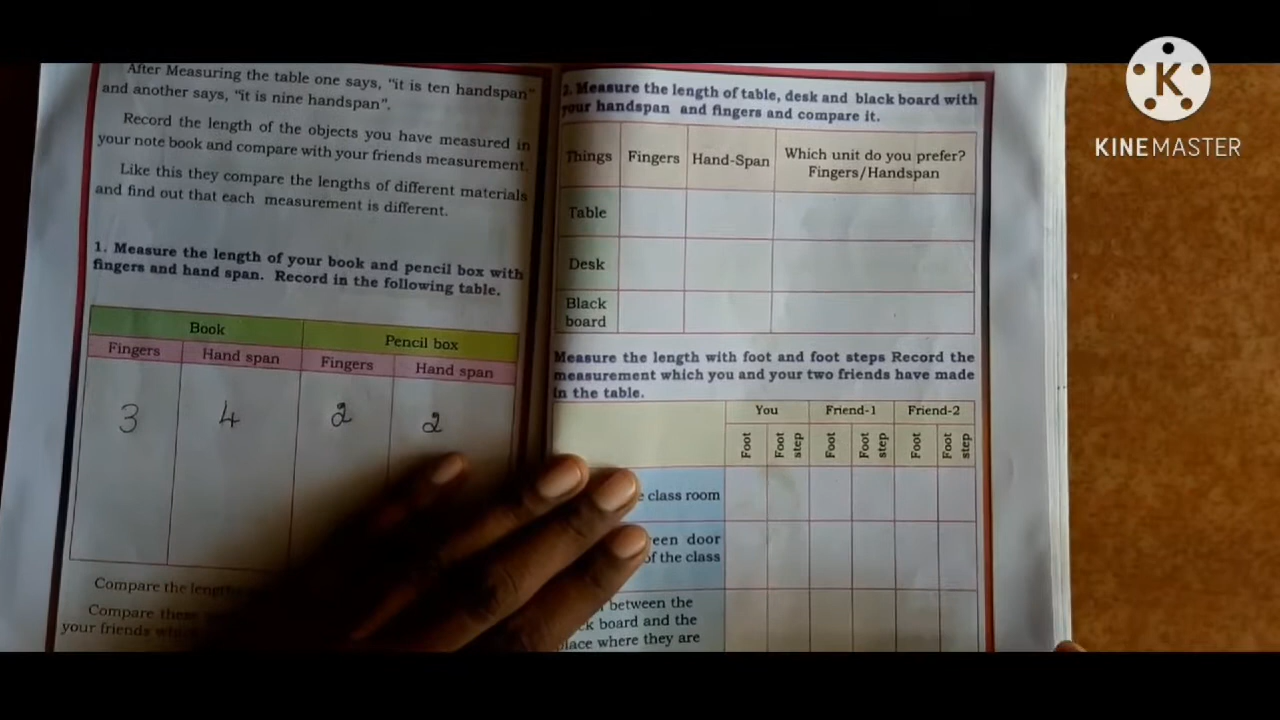 After Measuring the table one says, "it is ten handspan"
and another says, "it is nine handspan".
Record the length of the objects you have measured in
your note book and compare with your friends measurement.
Like this they compare the lengths of different materials
and find out that each measurement is different.
1. Measure the length of your book and pencil box with
fingers and hand span. Record in the following table.
Book Pencil box
Fingers Hand span Fingers Hand span
3 4 2 2
Compare the length
Compare
your friends
2. Measure the length of table, desk and black board with
your handspan and fingers and compare it.
Things Fingers Hand-Span Which unit do you prefer?
Fingers/Handspan
Table
Desk
Black
board
Measure the length with foot and foot steps Record the
measurement which you and your two friends have made
in the table.
You Friend-1 Friend-2
Foot Foot step Foot Foot step Foot Foot step
class room
door
of the class
between the
board and the
place where they are
K
KINEMASTER